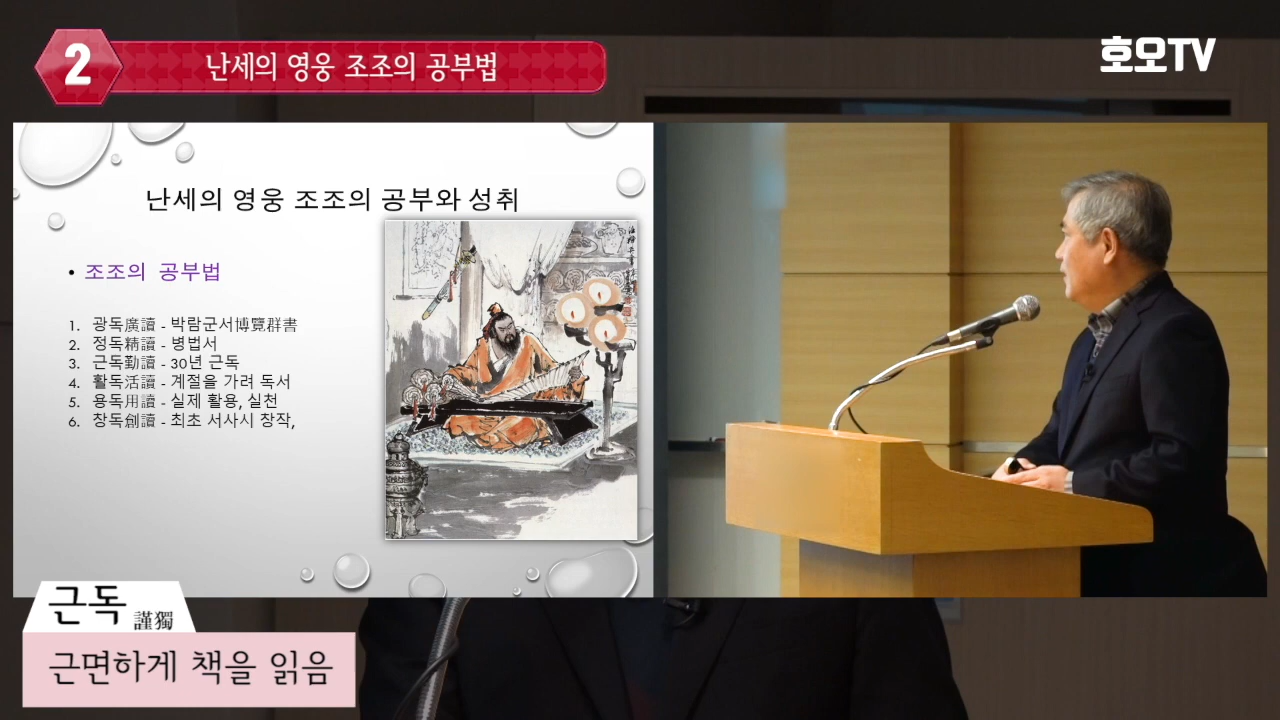 2
난세의 영웅 조조의 공부법
호오TV
난세의 영웅 조조의 공부와 성취
• 조조의 공부법
1. 광독廣讀 - 박람군서博覽群書
2. 정독精讀 - 병법서
3. 근독勤讀 - 30년 근독
4. 활독活讀 - 계절을 가려 독서
5. 용독用讀 - 실제 활용, 실천
6. 창독創讀 - 최초 서사시 창작,
근독 謹獨
근면하게 책을 읽음